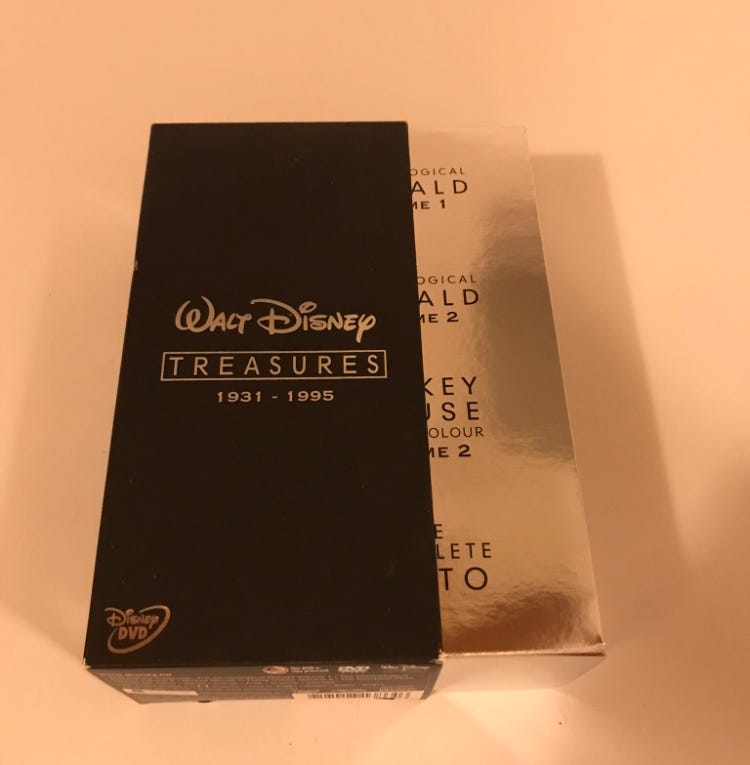 WALT DISNEY
TREASURES
1931 - 1995
Disney
DVD
OGICAL
ALD
ME 1
OGICAL
ALD
ME 2
KEY
USE
OLOUR
ME 2
E
LETE
TO
DVD